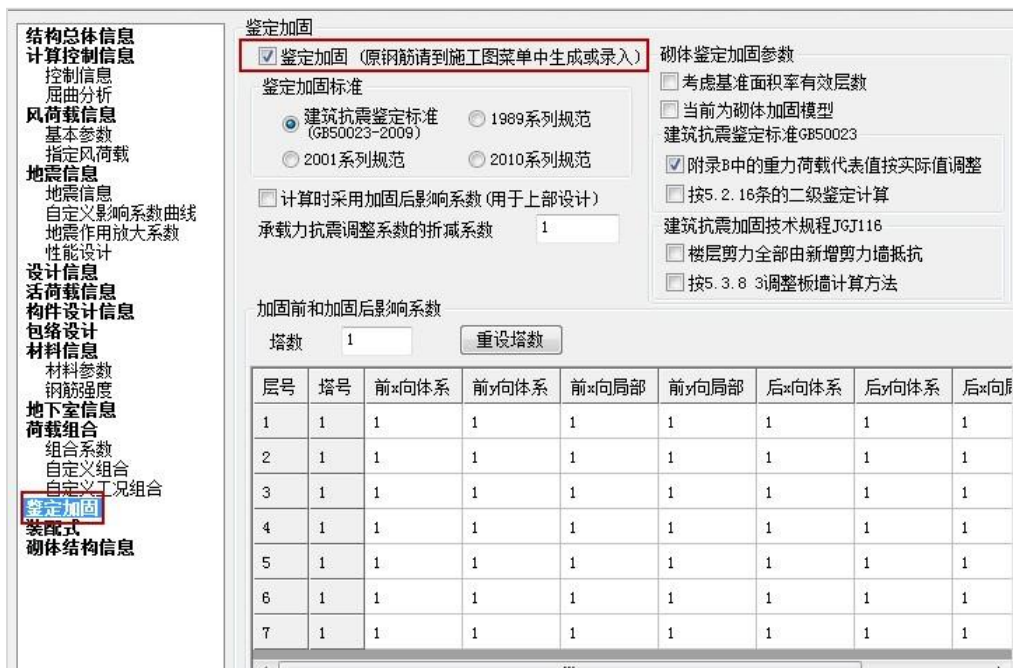 结构总体信息
计算控制信息
控制信息
屈曲分析
风荷载信息
基本参数
指定风荷载
地震信息
地震信息
自定义影响系数曲线
地震作用放大系数
性能设计
设计信息
活荷载信息
构件设计信息
包络设计
材料信息
材料参数
钢筋强度
地下室信息
荷载组合
组合系数
自定义组合
自定义工况组合
鉴定加固
装配式
砌体结构信息
鉴定加固
鉴定加固 (原钢筋请到施工图菜单中生成或录入)
鉴定加固标准
建筑抗震鉴定标准
(GB50023-2009)
1989系列规范
2001系列规范
2010系列规范
计算时采用加固后影响系数(用于上部设计)
承载力抗震调整系数的折减系数 1
砌体鉴定加固参数
考虑基准面积率有效层数
当前为砌体加固模型
建筑抗震鉴定标准GB50023
附录B中的重力荷载代表值按实际值调整
按5.2.16条的二级鉴定计算
建筑抗震加固技术规程JGJ116
楼层剪力全部由新增剪力墙抵抗
按5.3.8 3调整板墙计算方法
加固前和加固后影响系数
塔数 1 重设塔数
层号 塔号 前x向体系 前y向体系 前x向局部 前y向局部 后x向体系 后y向体系 后x向
1 1 1 1 1 1 1 1 1
2 1 1 1 1 1 1 1 1
3 1 1 1 1 1 1 1 1
4 1 1 1 1 1 1 1 1
5 1 1 1 1 1 1 1 1
6 1 1 1 1 1 1 1 1
7 1 1 1 1 1 1 1 1